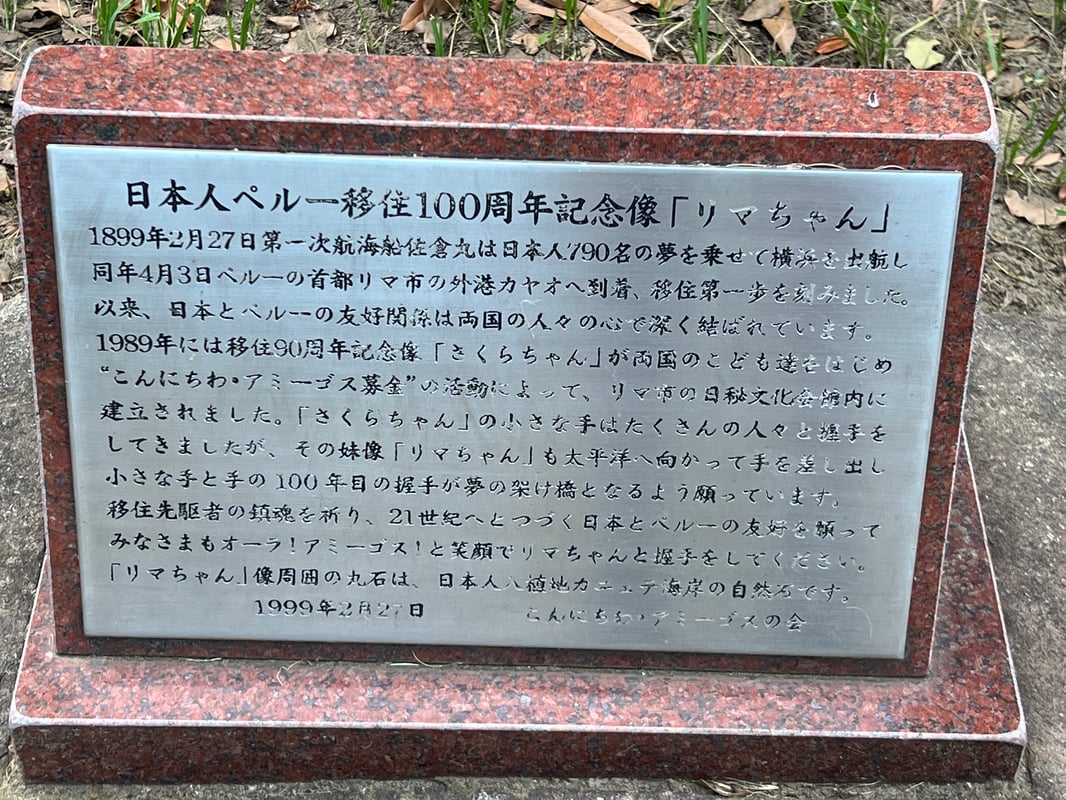 日本人ペルー移住100周年記念像「リマちゃん」
1899年2月27日第一次航海船佐倉丸は日本人790名の夢を乗せて横浜を出航し
同年4月3日ペルーの首都リマ市の外港カヤオへ到着、移住第一歩を刻みました。
以来、日本とペルーの友好関係は両国の人々の心で深く結ばれています。
1989年には移住90周年記念像「さくらちゃん」が両国のこども達をはじめ
“こんにちわ・アミーゴス募金”の活動によって、リマ市の日秘文化会館内に
建立されました。「さくらちゃん」の小さな手はたくさんの人々と握手を
してきましたが、その妹像「リマちゃん」も太平洋へ向かって手を差し出し
小さな手と手の100年目の握手が夢の架け橋となるよう願っています。
移住先駆者の鎮魂を祈り、21世紀へとつづく日本とペルーの友好を願って
みなさまもオーラ!アミーゴス!と笑顔でリマちゃんと握手をしてください。
「リマちゃん」像周囲の丸石は、日本人入植地カニェテ海岸の自然石です。
1999年2月27日 こんにちわ・アミーゴスの会